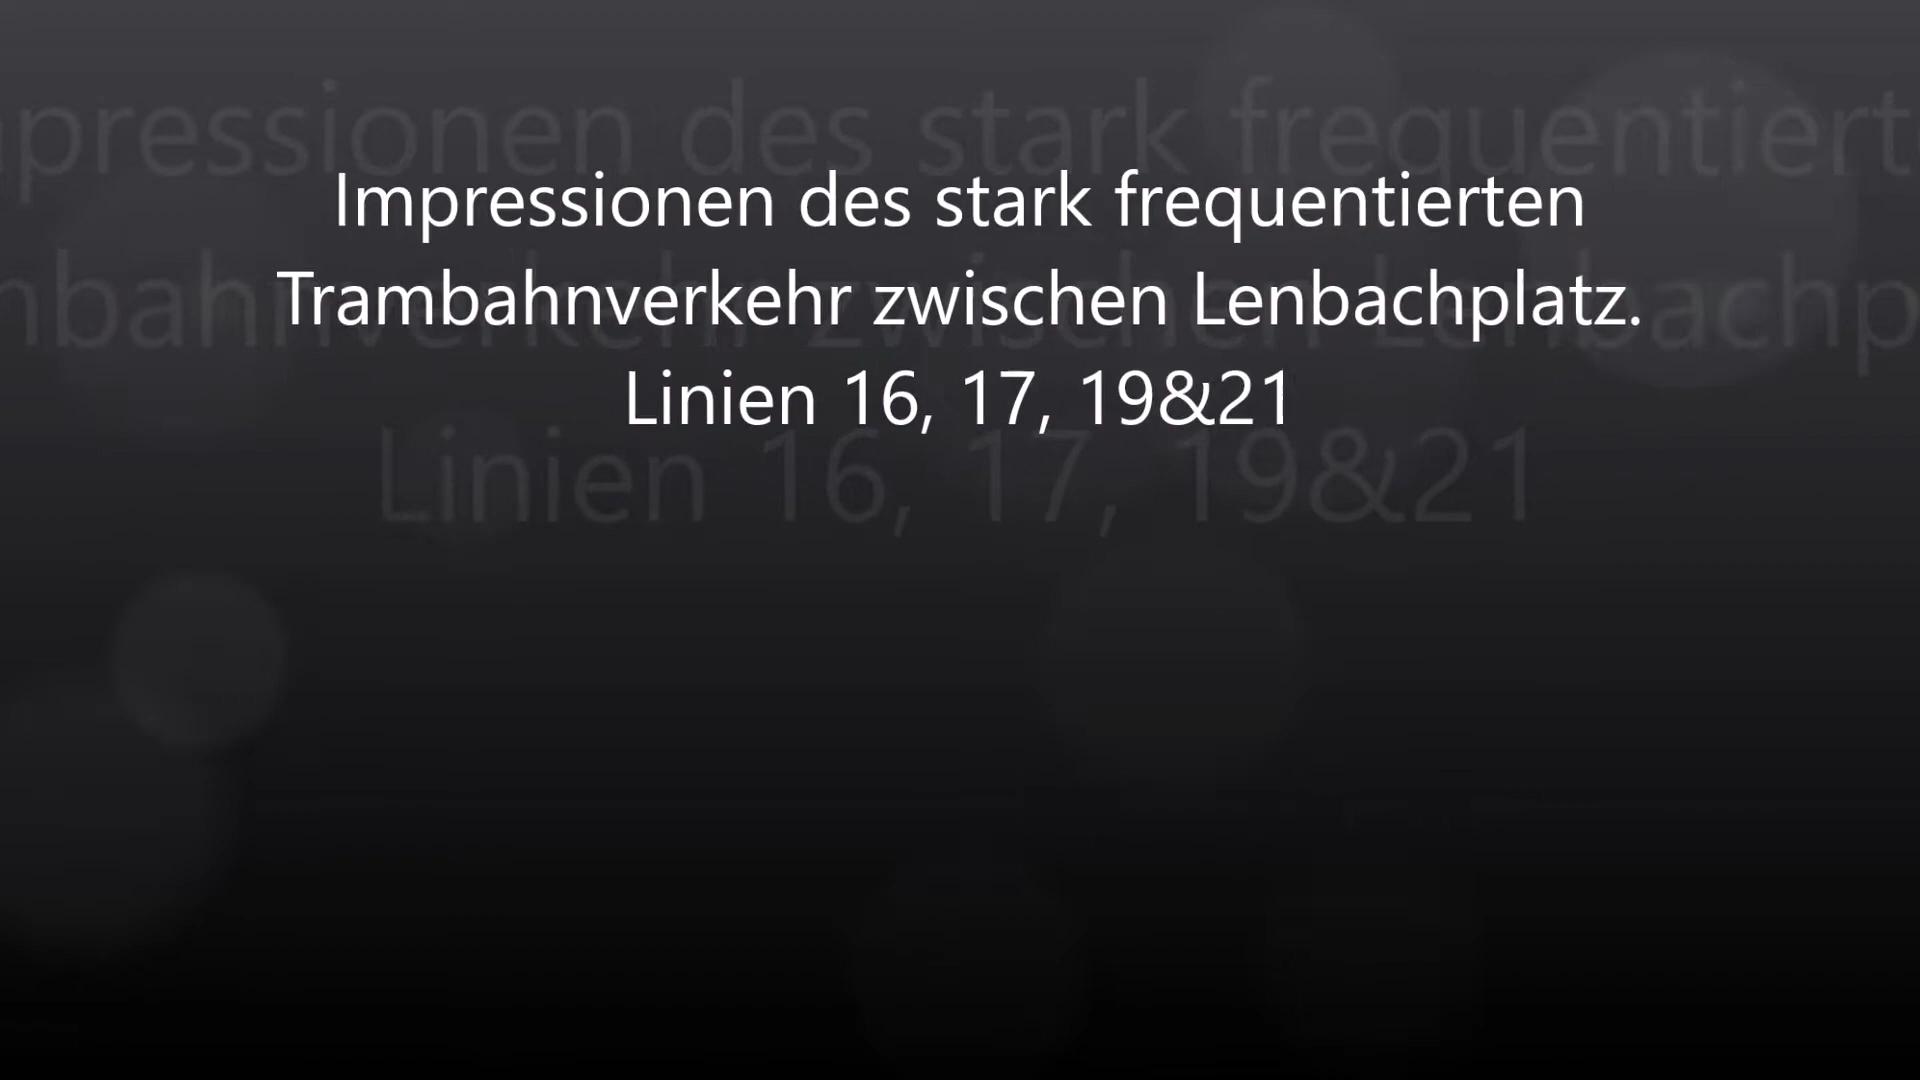 Impressionen des stark frequentierten
Trambahnverkehr zwischen Lenbachplatz.
Linien 16, 17, 19&21